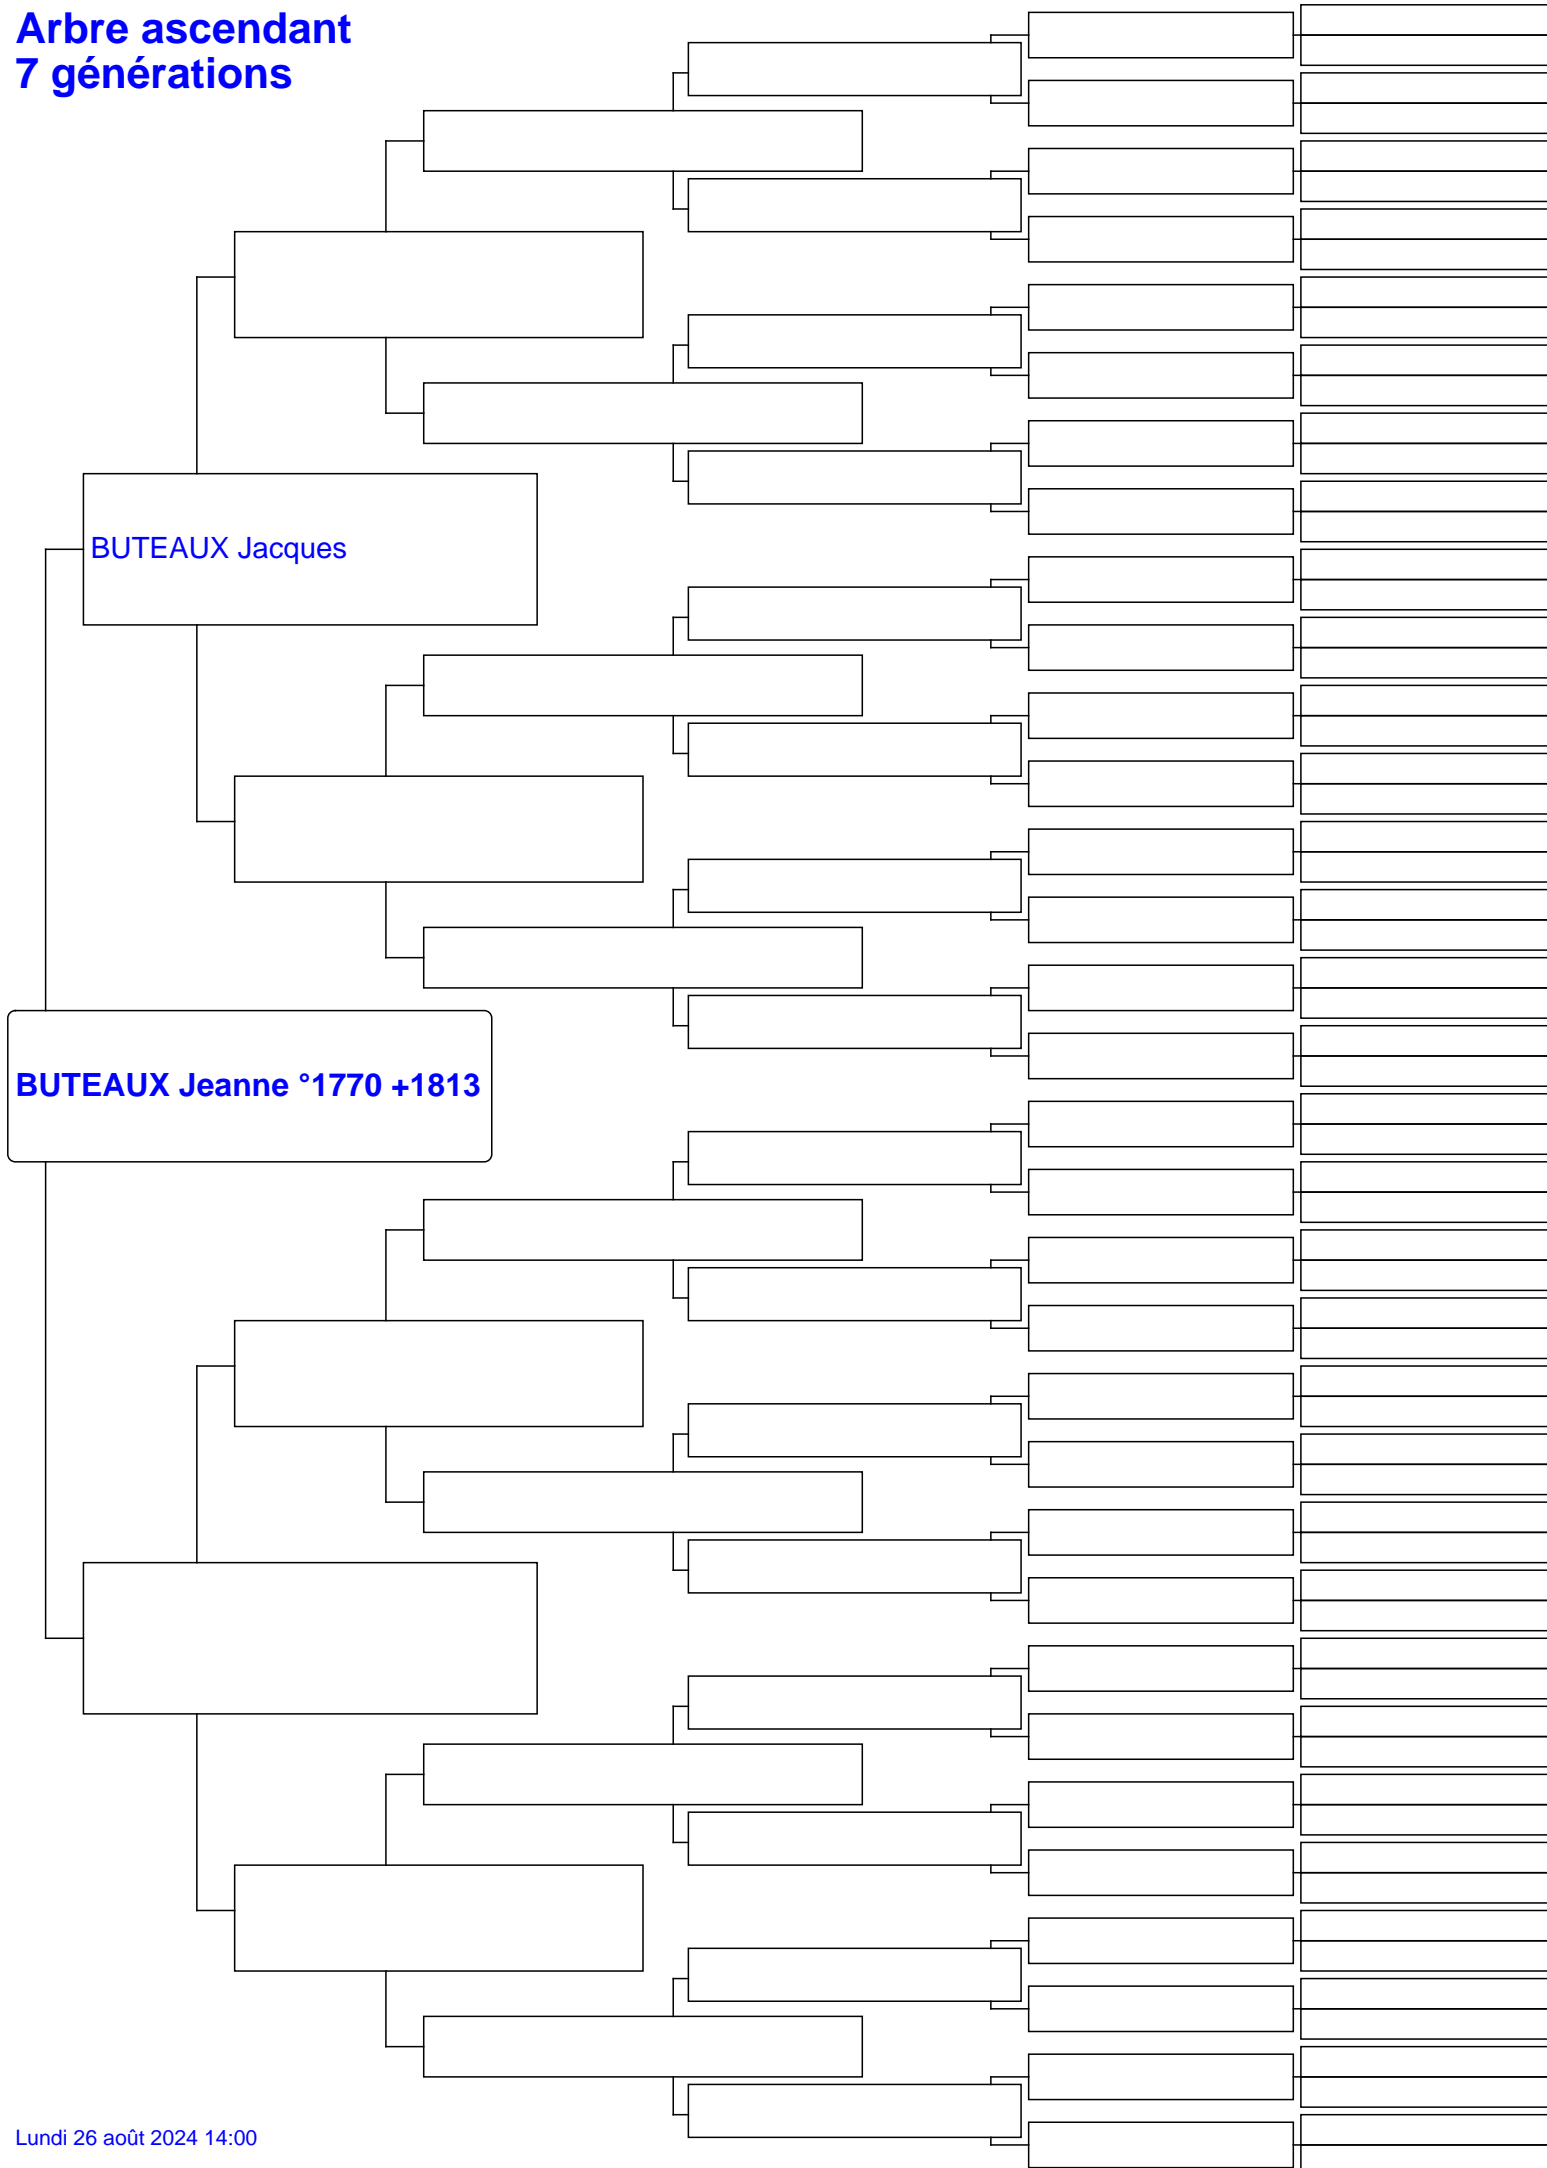 Arbre ascendant
7 générations
BUTEAUX Jacques
BUTEAUX Jeanne °1770 +1813
Lundi 26 août 2024 14:00